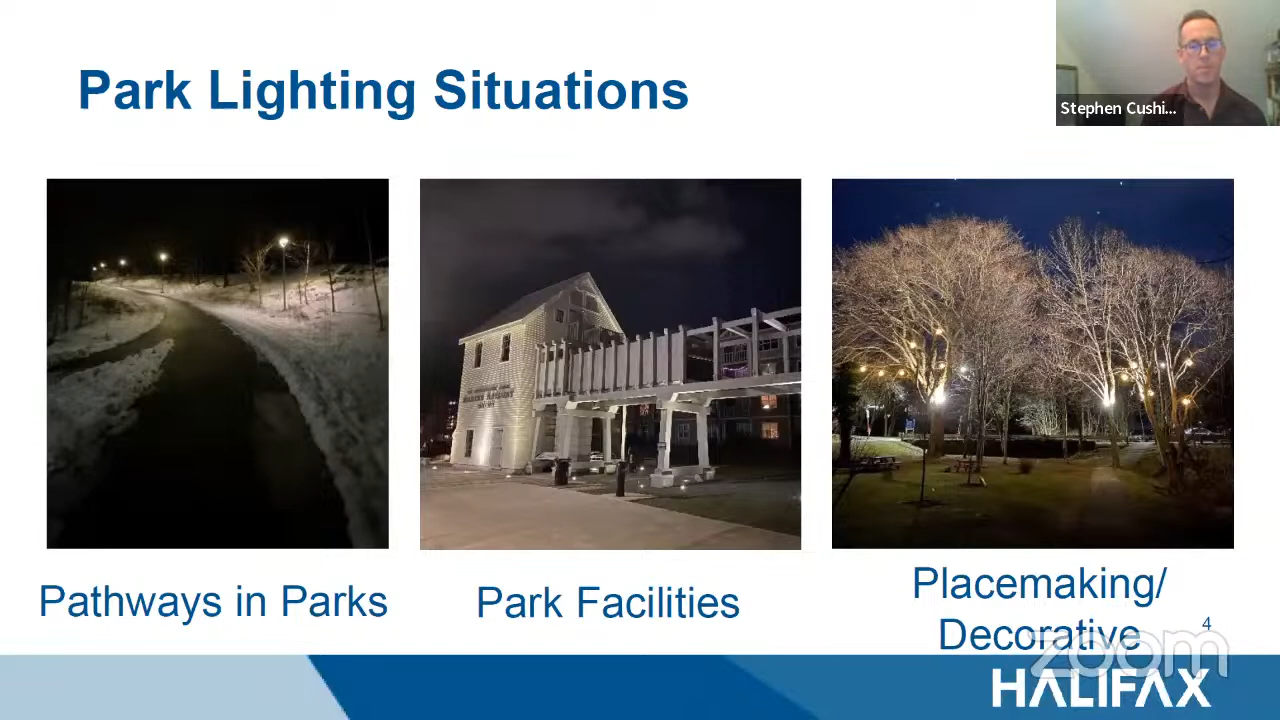 Park Lighting Situations
Stephen Cushi...
Pathways in Parks
Park Facilities
Placemaking/
Decorative
4
zoom
HALIFAX